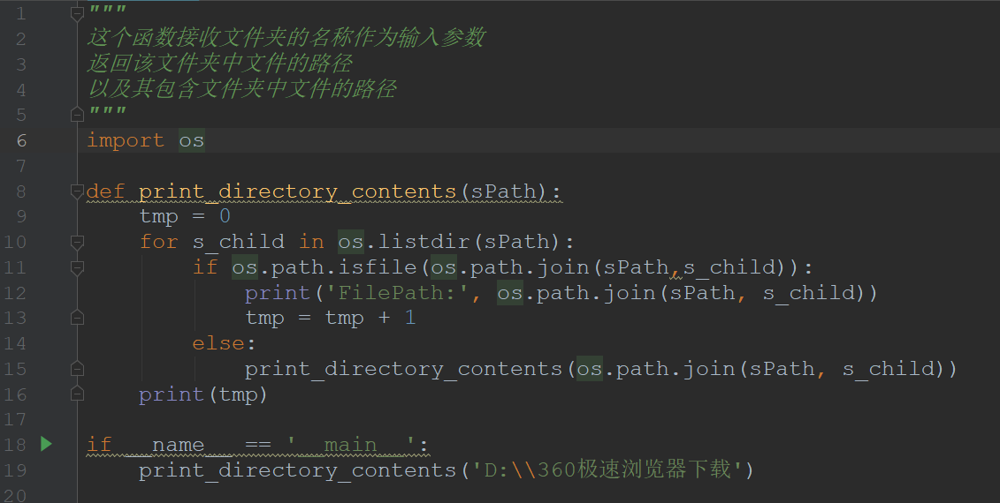 1 """
2 这个函数接收文件夹的名称作为输入参数
3 返回该文件夹中文件的路径
4 以及其包含文件夹中文件的路径
5 """
6 import os
7
8 def print_directory_contents(sPath):
9     tmp = 0
10     for s_child in os.listdir(sPath):
11         if os.path.isfile(os.path.join(sPath,s_child)):
12             print('FilePath:', os.path.join(sPath, s_child))
13             tmp = tmp + 1
14         else:
15             print_directory_contents(os.path.join(sPath, s_child))
16     print(tmp)
17
18 if __name__ == '__main__':
19     print_directory_contents('D:\\360极速浏览器下载')
20